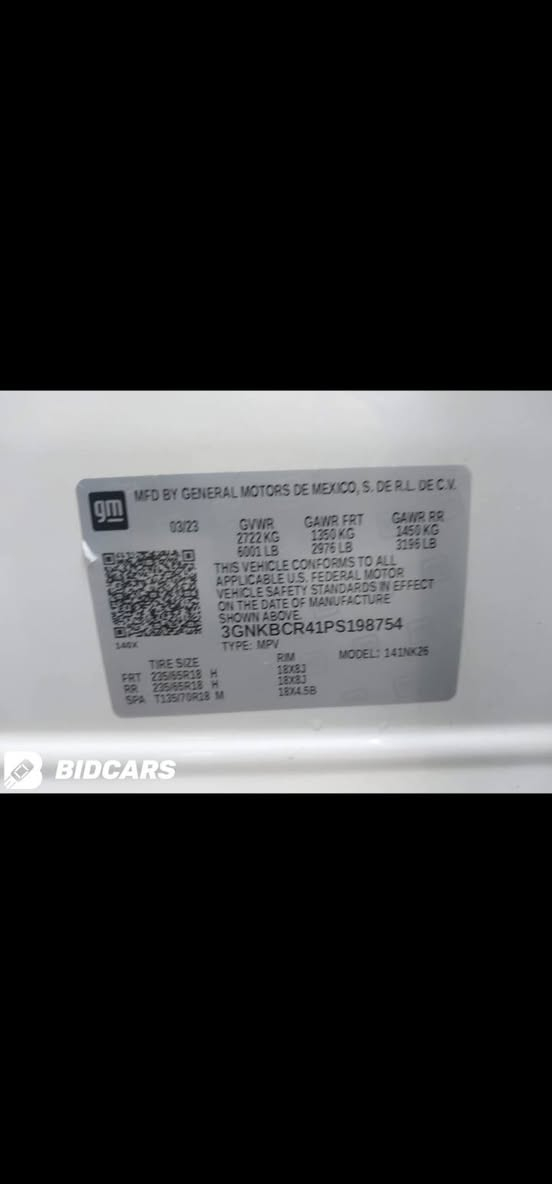 gm
MFD BY GENERAL MOTORS DE MEXICO, S. DE R.L. DE C.V.
03/23 GVWR GAWR FRT GAWR RR
2722 KG 1350 KG 1450 KG
6001 LB 2976 LB 3196 LB
THIS VEHICLE CONFORMS TO ALL
APPLICABLE U.S. FEDERAL MOTOR
VEHICLE SAFETY STANDARDS IN EFFECT
ON THE DATE OF MANUFACTURE
SHOWN ABOVE.
3GNKBCR41PS198754
140X
TYPE: MPV MODEL: 141NK26
TIRE SIZE RIM
FRT 235/65R18 H 18X8J
RR 235/65R18 H 18X8J
SPA T135/70R18 M 18X4.5B
BIDCARS